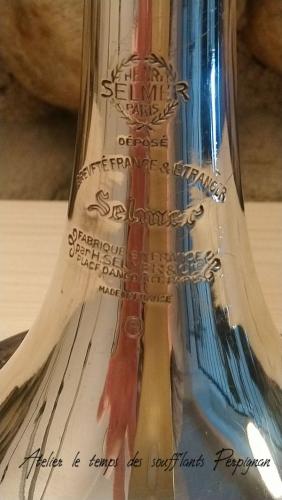 HENRI
SELMER
PARIS
DÉPOSÉ
BREVETÉ FRANCE & ÉTRANGER
Selmer
FABRIQUÉ EN FRANCE
par H. SELMER & Cie
PLACE DANCOURT PARIS
MADE IN FRANCE
Atelier le temps des soufflants Perpignan